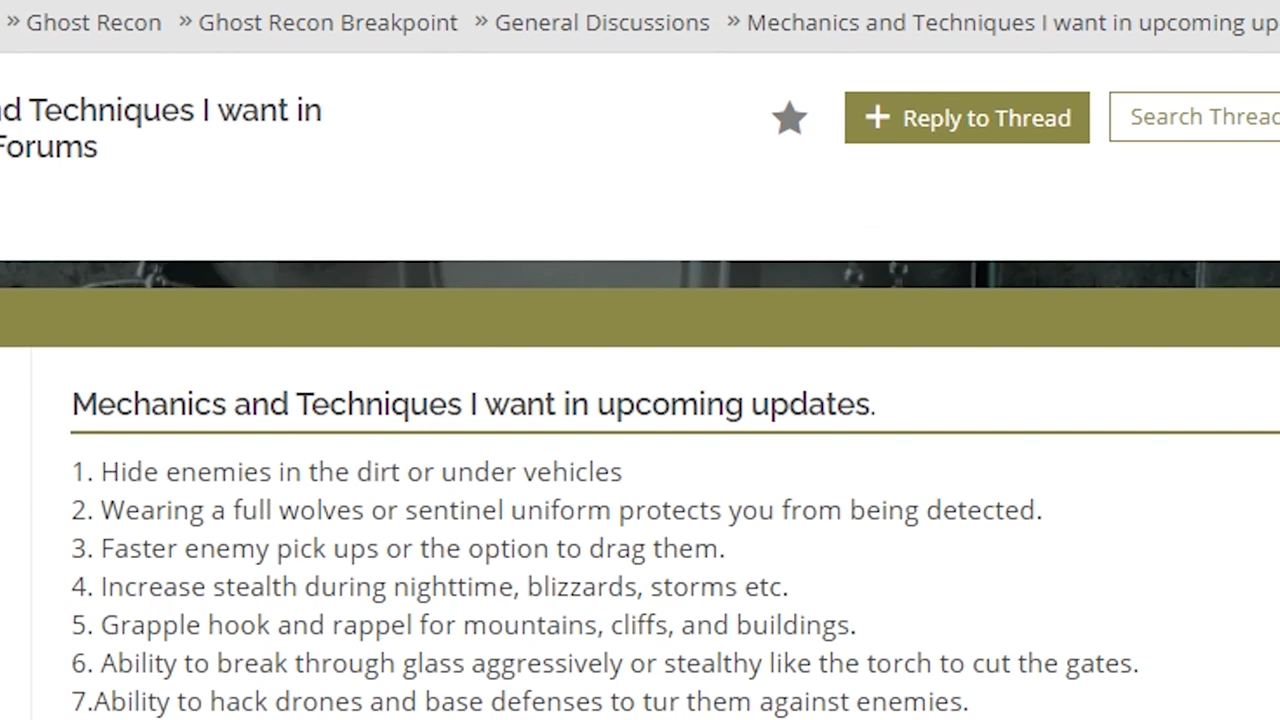 » Ghost Recon » Ghost Recon Breakpoint » General Discussions » Mechanics and Techniques I want in upcoming up
nd Techniques I want in
Forums
+ Reply to Thread
Search Thread
Mechanics and Techniques I want in upcoming updates.
1. Hide enemies in the dirt or under vehicles
2. Wearing a full wolves or sentinel uniform protects you from being detected.
3. Faster enemy pick ups or the option to drag them.
4. Increase stealth during nighttime, blizzards, storms etc.
5. Grapple hook and rappel for mountains, cliffs, and buildings.
6. Ability to break through glass aggressively or stealthy like the torch to cut the gates.
7.Ability to hack drones and base defenses to tur them against enemies.